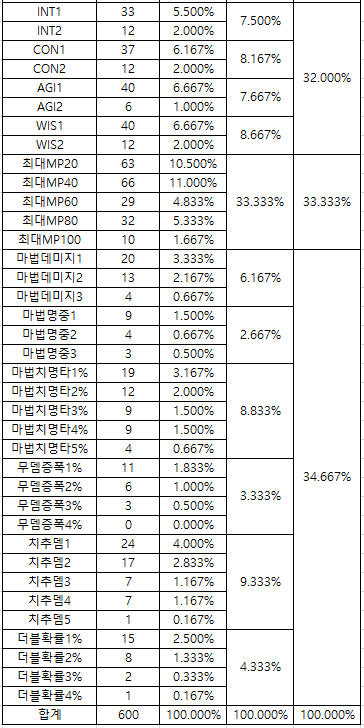 INT1 33 5.500% 7.500% 32.000%
INT2 12 2.000%
CON1 37 6.167% 8.167%
CON2 12 2.000%
AGI1 40 6.667% 7.667%
AGI2 6 1.000%
WIS1 40 6.667% 8.667%
WIS2 12 2.000%
최대MP20 63 10.500% 33.333% 33.333%
최대MP40 66 11.000%
최대MP60 29 4.833%
최대MP80 32 5.333%
최대MP100 10 1.667%
마법데미지1 20 3.333% 6.167% 34.667%
마법데미지2 13 2.167%
마법데미지3 4 0.667%
마법명중1 9 1.500% 2.667%
마법명중2 4 0.667%
마법명중3 3 0.500%
마법치명타1% 19 3.167% 8.833%
마법치명타2% 12 2.000%
마법치명타3% 9 1.500%
마법치명타4% 9 1.500%
마법치명타5% 4 0.667%
무뎀증폭1% 11 1.833% 3.333%
무뎀증폭2% 6 1.000%
무뎀증폭3% 3 0.500%
무뎀증폭4% 0 0.000%
치추뎀1 24 4.000% 9.333%
치추뎀2 17 2.833%
치추뎀3 7 1.167%
치추뎀4 7 1.167%
치추뎀5 1 0.167%
더블확률1% 15 2.500% 4.333%
더블확률2% 8 1.333%
더블확률3% 2 0.333%
더블확률4% 1 0.167%
합계 600 100.000% 100.000% 100.000%